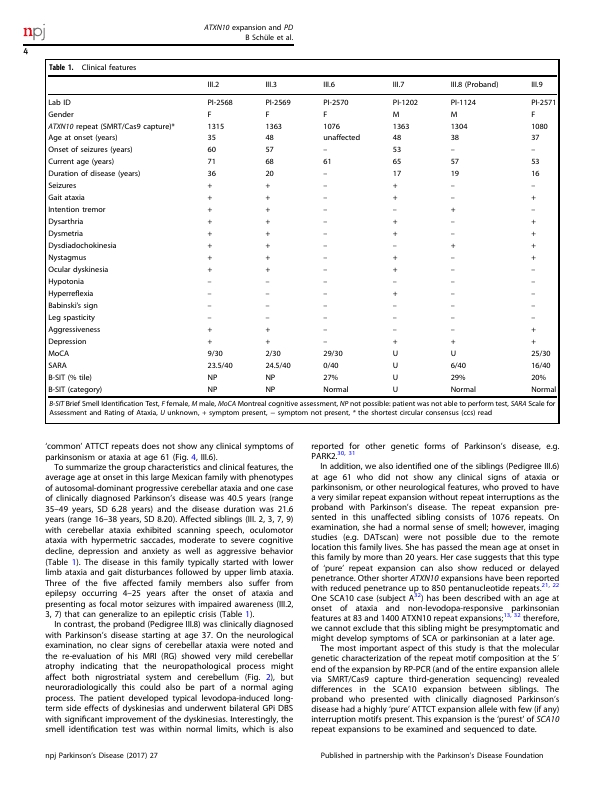 npj
ATXN10 expansion and PD
B Schüle et al.
4
Table 1. Clinical features
III.2 III.3 III.6 III.7 III.8 (Proband) III.9
Lab ID PI-2568 PI-2569 PI-2570 PI-1202 PI-1124 PI-2571
Gender F F F M M F
ATXN10 repeat (SMRT/Cas9 capture)* 1315 1363 1076 1363 1304 1080
Age at onset (years) 35 48 unaffected 48 38 37
Onset of seizures (years) 60 57 – 53 – –
Current age (years) 71 68 61 65 57 53
Duration of disease (years) 36 20 – 17 19 16
Seizures + + – + – –
Gait ataxia + + – + – +
Intention tremor + + – – + –
Dysarthria + + – + – +
Dysmetria + + – + – +
Dysdiadochokinesia + + – – + +
Nystagmus + + – + – +
Ocular dyskinesia + + – + – –
Hypotonia – – – – – –
Hyperreflexia – – – + – –
Babinski's sign – – – – – –
Leg spasticity – – – – – –
Aggressiveness + + – – – +
Depression + + – + + +
MoCA 9/30 2/30 29/30 U U 25/30
SARA 23.5/40 24.5/40 0/40 U 6/40 16/40
B-SIT (% tile) NP NP 27% U 29% 20%
B-SIT (category) NP NP Normal U Normal Normal
B-SIT Brief Smell Identification Test, F female, M male, MoCA Montreal cognitive assessment, NP not possible: patient was not able to perform test, SARA Scale for
Assessment and Rating of Ataxia, U unknown, + symptom present, − symptom not present, * the shortest circular consensus (ccs) read
'common' ATTCT repeats does not show any clinical symptoms of
parkinsonism or ataxia at age 61 (Fig. 4, III.6).
To summarize the group characteristics and clinical features, the
average age at onset in this large Mexican family with phenotypes
of autosomal-dominant progressive cerebellar ataxia and one case
of clinically diagnosed Parkinson's disease was 40.5 years (range
35–49 years, SD 6.28 years) and the disease duration was 21.6
years (range 16–38 years, SD 8.20). Affected siblings (III. 2, 3, 7, 9)
with cerebellar ataxia exhibited scanning speech, oculomotor
ataxia with hypermetric saccades, moderate to severe cognitive
decline, depression and anxiety as well as aggressive behavior
(Table 1). The disease in this family typically started with lower
limb ataxia and gait disturbances followed by upper limb ataxia.
Three of the five affected family members also suffer from
epilepsy occurring 4–25 years after the onset of ataxia and
presenting as focal motor seizures with impaired awareness (III.2,
3, 7) that can generalize to an epileptic crisis (Table 1).
In contrast, the proband (Pedigree III.8) was clinically diagnosed
with Parkinson's disease starting at age 37. On the neurological
examination, no clear signs of cerebellar ataxia were noted and
the re-evaluation of his MRI (RG) showed very mild cerebellar
atrophy indicating that the neuropathological process might
affect both nigrostriatal system and cerebellum (Fig. 2), but
neuroradiologically this could also be part of a normal aging
process. The patient developed typical levodopa-induced long-
term side effects of dyskinesias and underwent bilateral GPi DBS
with significant improvement of the dyskinesias. Interestingly, the
smell identification test was within normal limits, which is also
reported for other genetic forms of Parkinson's disease, e.g.
PARK2.30, 31
In addition, we also identified one of the siblings (Pedigree III.6)
at age 61 who did not show any clinical signs of ataxia or
parkinsonism, or other neurological features, who proved to have
a very similar repeat expansion without repeat interruptions as the
proband with Parkinson's disease. The repeat expansion pre-
sented in this unaffected sibling consists of 1076 repeats. On
examination, she had a normal sense of smell; however, imaging
studies (e.g. DATscan) were not possible due to the remote
location this family lives. She has passed the mean age at onset in
this family by more than 20 years. Her case suggests that this type
of 'pure' repeat expansion can also show reduced or delayed
penetrance. Other shorter ATXN10 expansions have been reported
with reduced penetrance up to 850 pentanucleotide repeats.21, 22
One SCA10 case (subject A12) has been described with an age at
onset of ataxia and non-levodopa-responsive parkinsonian
features at 83 and 1400 ATXN10 repeat expansions;13, 32 therefore,
we cannot exclude that this sibling might be presymptomatic and
might develop symptoms of SCA or parkinsonian at a later age.
The most important aspect of this study is that the molecular
genetic characterization of the repeat motif composition at the 5′
end of the expansion by RP-PCR (and of the entire expansion allele
via SMRT/Cas9 capture third-generation sequencing) revealed
differences in the SCA10 expansion between siblings. The
proband who presented with clinically diagnosed Parkinson's
disease had a highly 'pure' ATTCT expansion allele with few (if any)
interruption motifs present. This expansion is the 'purest' of SCA10
repeat expansions to be examined and sequenced to date.
npj Parkinson's Disease (2017) 27
Published in partnership with the Parkinson's Disease Foundation